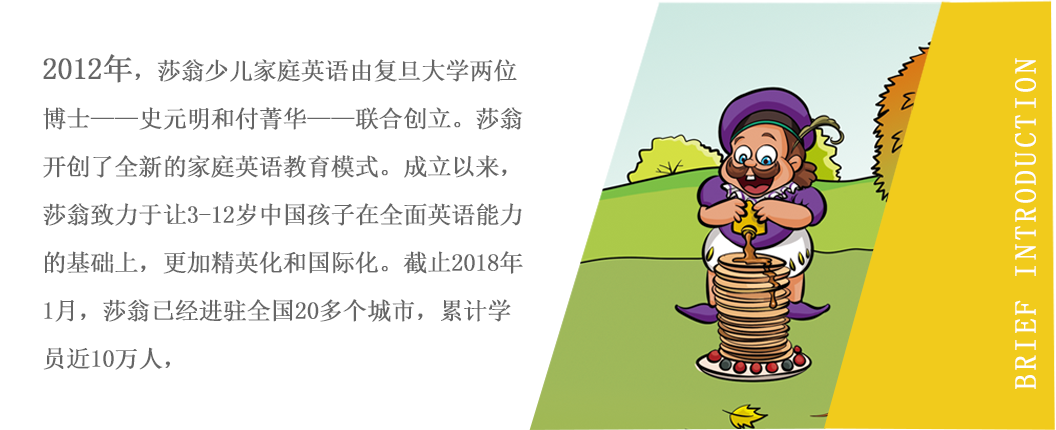 2012年，莎翁少儿家庭英语由复旦大学两位
博士——史元明和付菁华——联合创立。莎翁
开创了全新的家庭英语教育模式。成立以来，
莎翁致力于让3-12岁中国孩子在全面英语能力
的基础上，更加精英化和国际化。截止2018年
1月，莎翁已经进驻全国20多个城市，累计学
员近10万人，
BRIEF INTRODUCTION